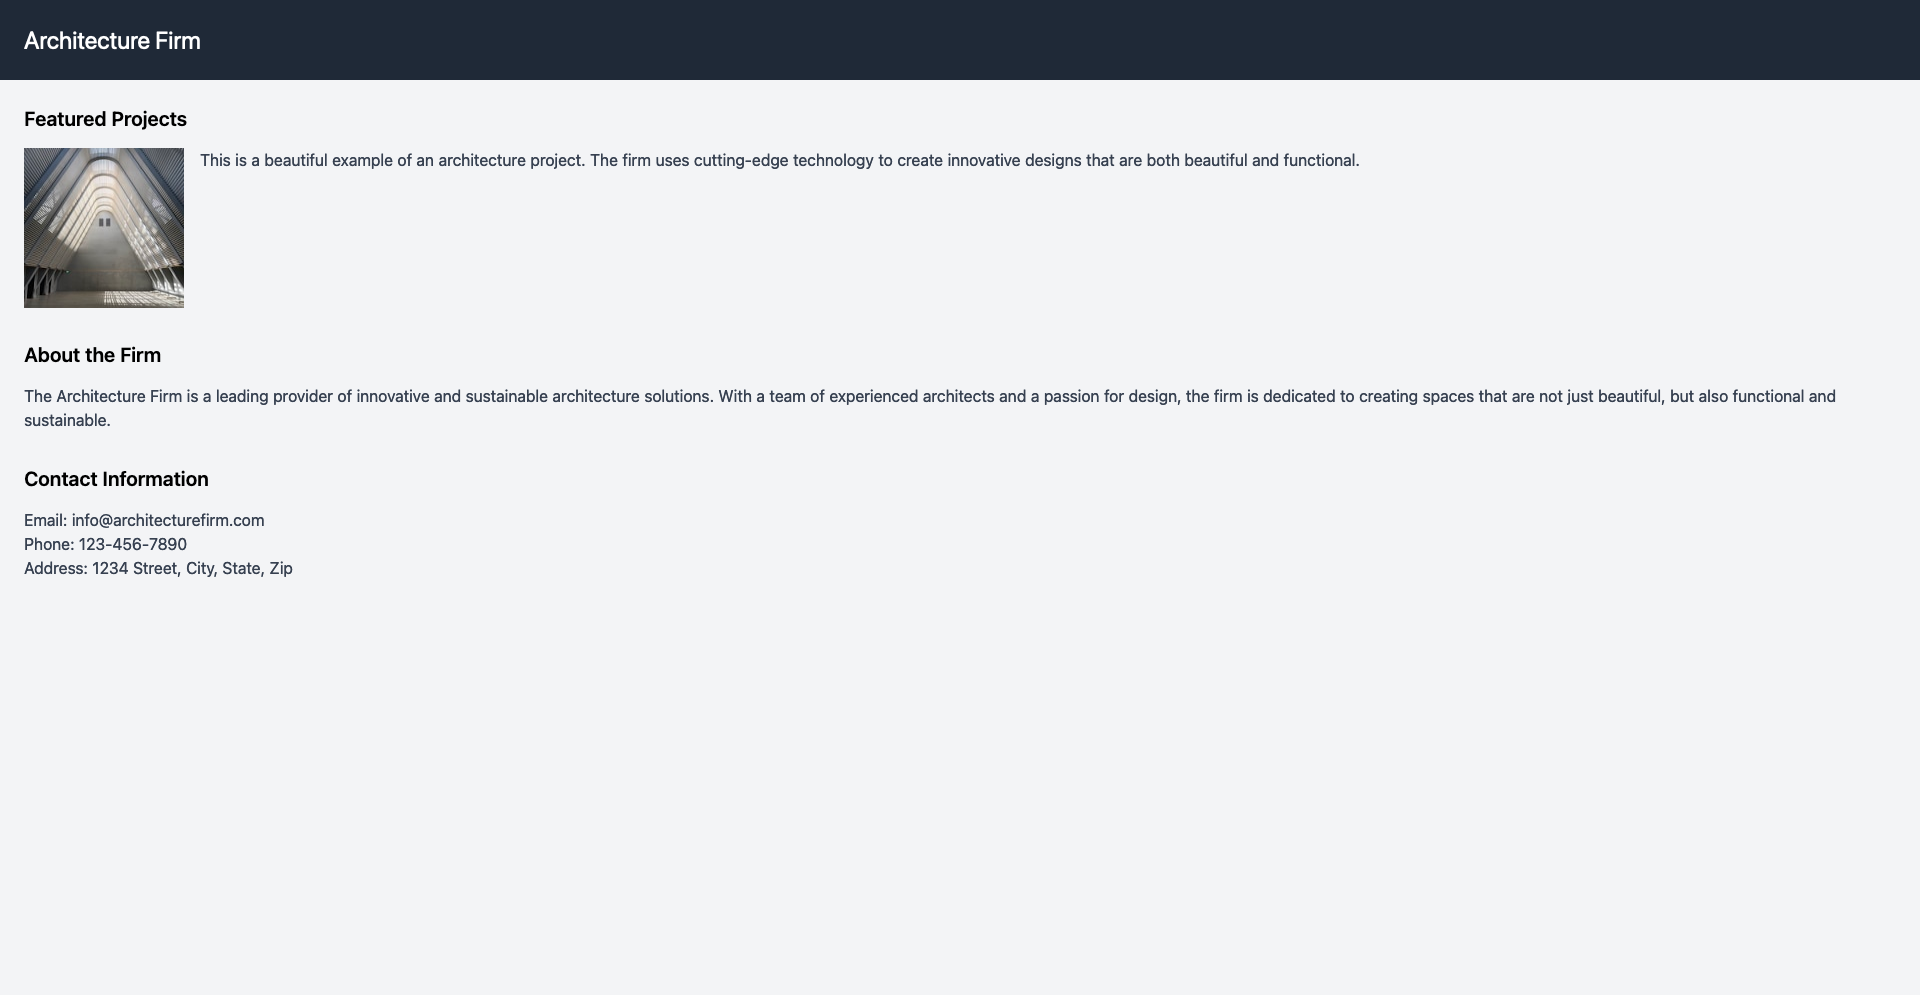 Architecture Firm
Featured Projects
This is a beautiful example of an architecture project. The firm uses cutting-edge technology to create innovative designs that are both beautiful and functional.
About the Firm
The Architecture Firm is a leading provider of innovative and sustainable architecture solutions. With a team of experienced architects and a passion for design, the firm is dedicated to creating spaces that are not just beautiful, but also functional and
sustainable.
Contact Information
Email: info@architecturefirm.com
Phone: 123-456-7890
Address: 1234 Street, City, State, Zip